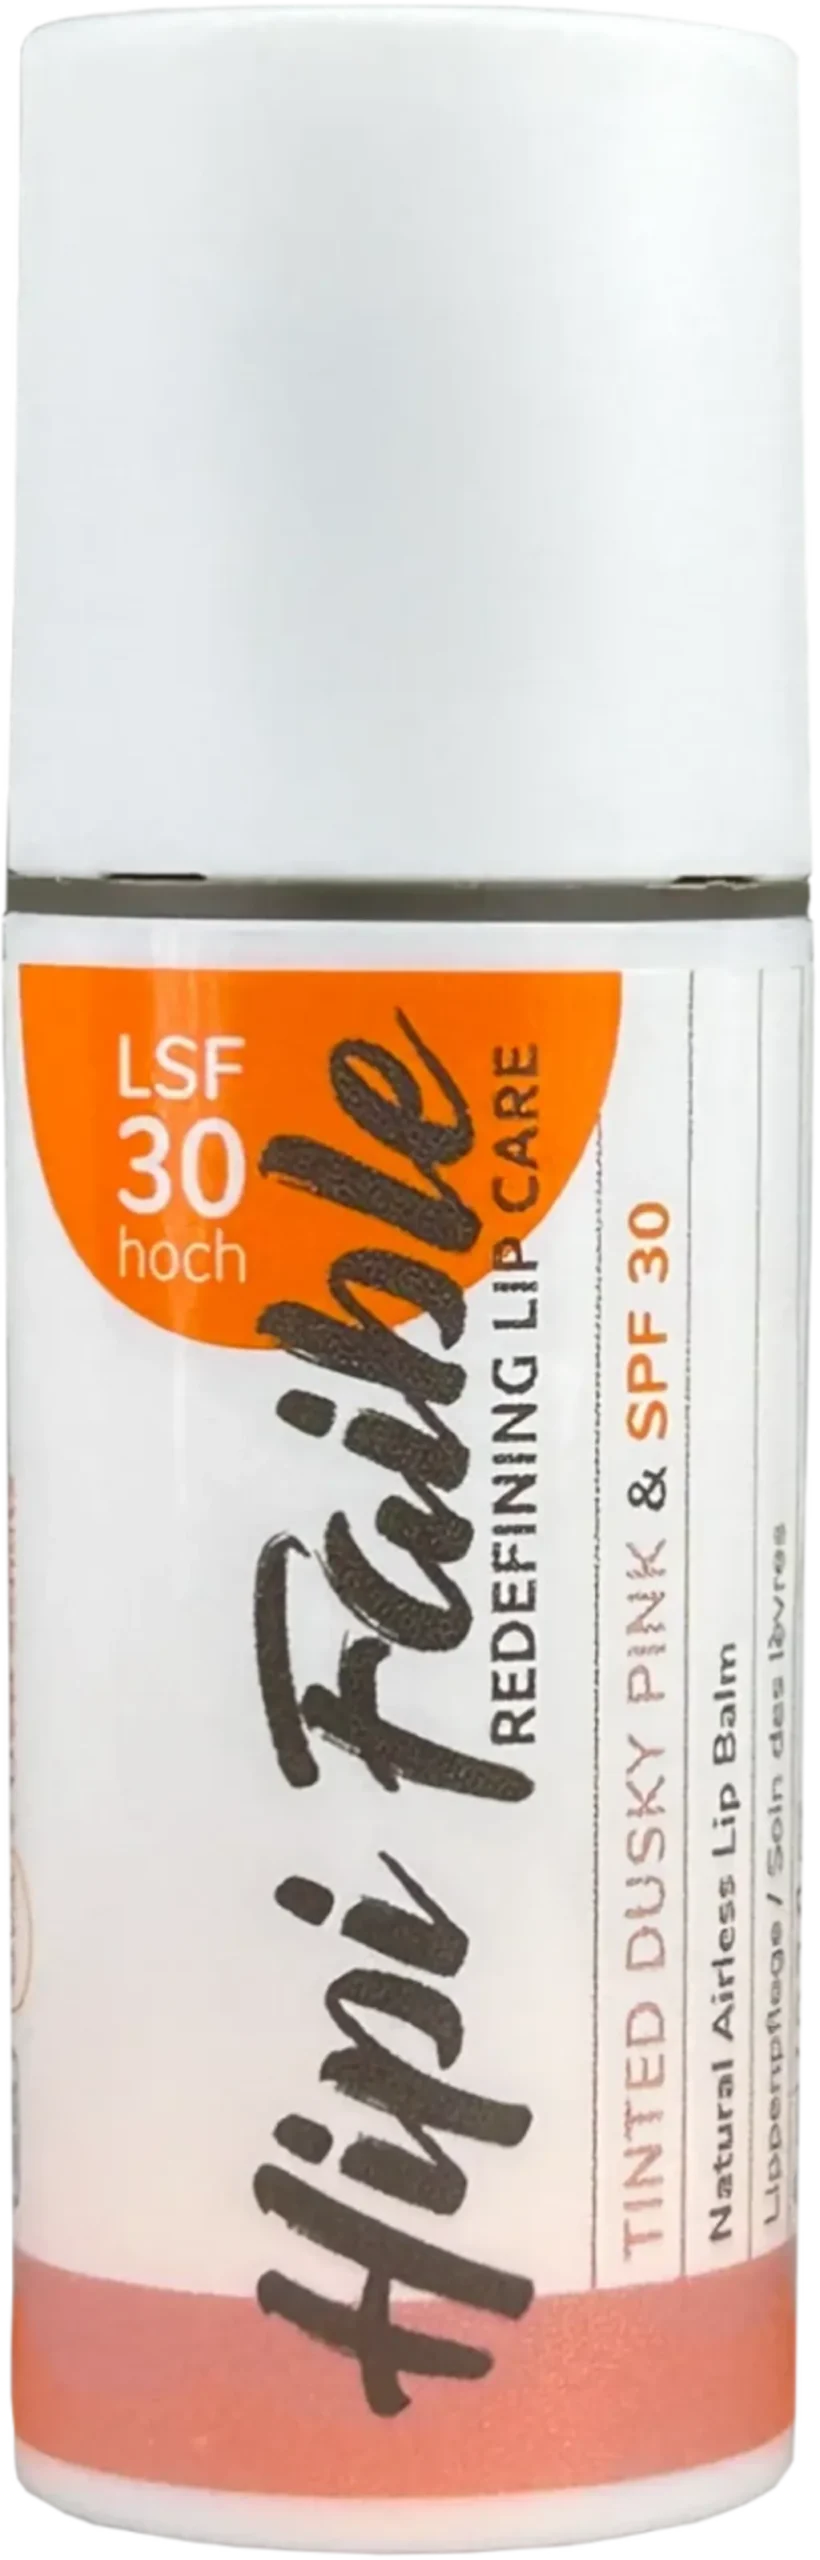 LSF
30
hoch
Hipi Faible
REDEFINING LIP CARE
TINTED DUSKY PINK & SPF 30
Natural Airless Lip Balm
Lippenpflege / Soin des lèvres